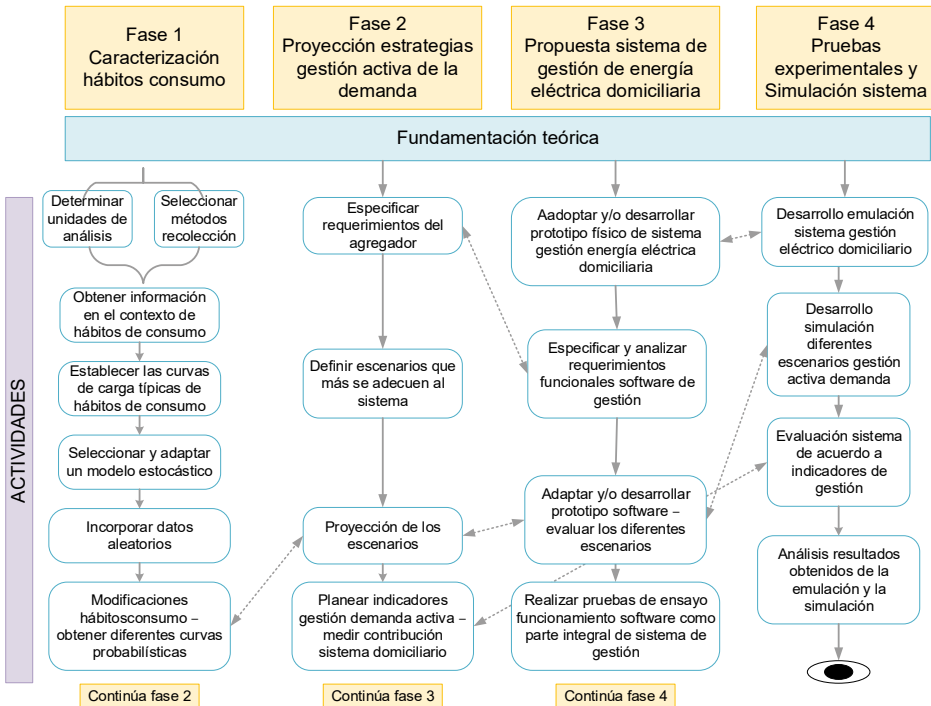 Fase 1
Caracterización
hábitos consumo
Fase 2
Proyección estrategias
gestión activa de la
demanda
Fase 3
Propuesta sistema de
gestión de energía
eléctrica domiciliaria
Fase 4
Pruebas
experimentales y
Simulación sistema
Fundamentación teórica
ACTIVIDADES
Determinar
unidades de
análisis
Seleccionar
métodos
recolección
Obtener información
en el contexto de
hábitos de consumo
Establecer las curvas
de carga típicas de
hábitos de consumo
Seleccionar y adaptar
un modelo estocástico
Incorporar datos
aleatorios
Modificaciones
hábitosconsumo –
obtener diferentes curvas
probabilísticas
Continúa fase 2
Especificar
requerimientos del
agregador
Definir escenarios que
más se adecuen al
sistema
Proyección de los
escenarios
Planear indicadores
gestión demanda activa –
medir contribución
sistema domiciliario
Continúa fase 3
Aadoptar y/o desarrollar
prototipo físico de sistema
gestión energía eléctrica
domiciliaria
Especificar y analizar
requerimientos
funcionales software de
gestión
Adaptar y/o desarrollar
prototipo software –
evaluar los diferentes
escenarios
Realizar pruebas de ensayo
funcionamiento software como
parte integral de sistema de
gestión
Continúa fase 4
Desarrollo emulación
sistema gestión
eléctrico domiciliario
Desarrollo
simulación
diferentes
escenarios gestión
activa demanda
Evaluación sistema
de acuerdo a
indicadores de
gestión
Análisis resultados
obtenidos de la
emulación y la
simulación